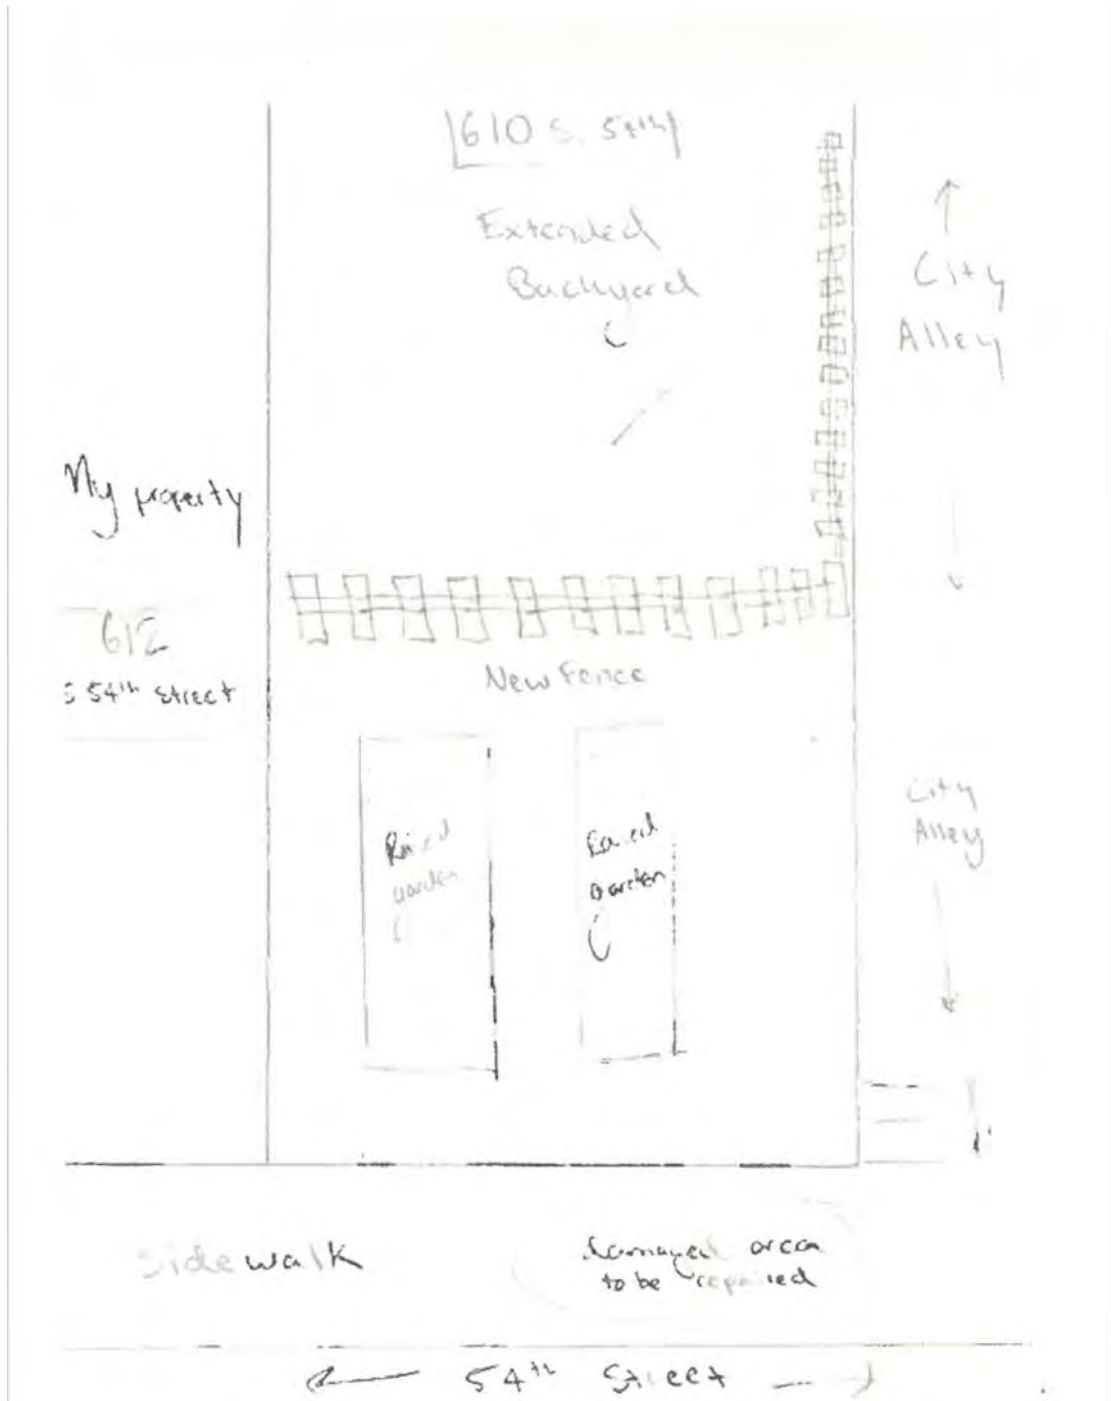 610 S. 54th
Extended
Backyard
City
Alley
My property
612
S 54th Street
New Fence
Raised
garden
Raised
garden
City
Alley
Sidewalk
damaged area
to be repaired
54th Street